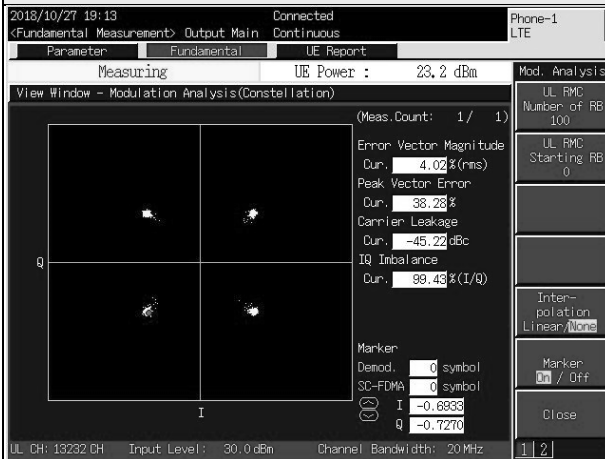 2018/10/27 19:13 Connected Phone-1
<Fundamental Measurement> Output Main Continuous LTE
Parameter Fundamental UE Report
Measuring UE Power : 23.2 dBm Mod. Analysis
View Window - Modulation Analysis(Constellation)
UL RMC
Number of RB
100
(Meas.Count: 1/ 1)
Error Vector Magnitude
Cur. 4.02 %(rms)
UL RMC
Starting RB
0
Peak Vector Error
Cur. 38.28 %
Carrier Leakage
Cur. -45.22 dBc
IQ Imbalance
Cur. 99.43 %(I/Q)
Q
I
Inter-
polation
Linear/None
Marker
Demod. 0 symbol
SC-FDMA 0 symbol
I -0.6933
Q -0.7270
Marker
On / Off
Close
UL CH: 13232 CH Input Level: 30.0 dBm Channel Bandwidth: 20 MHz 1 2